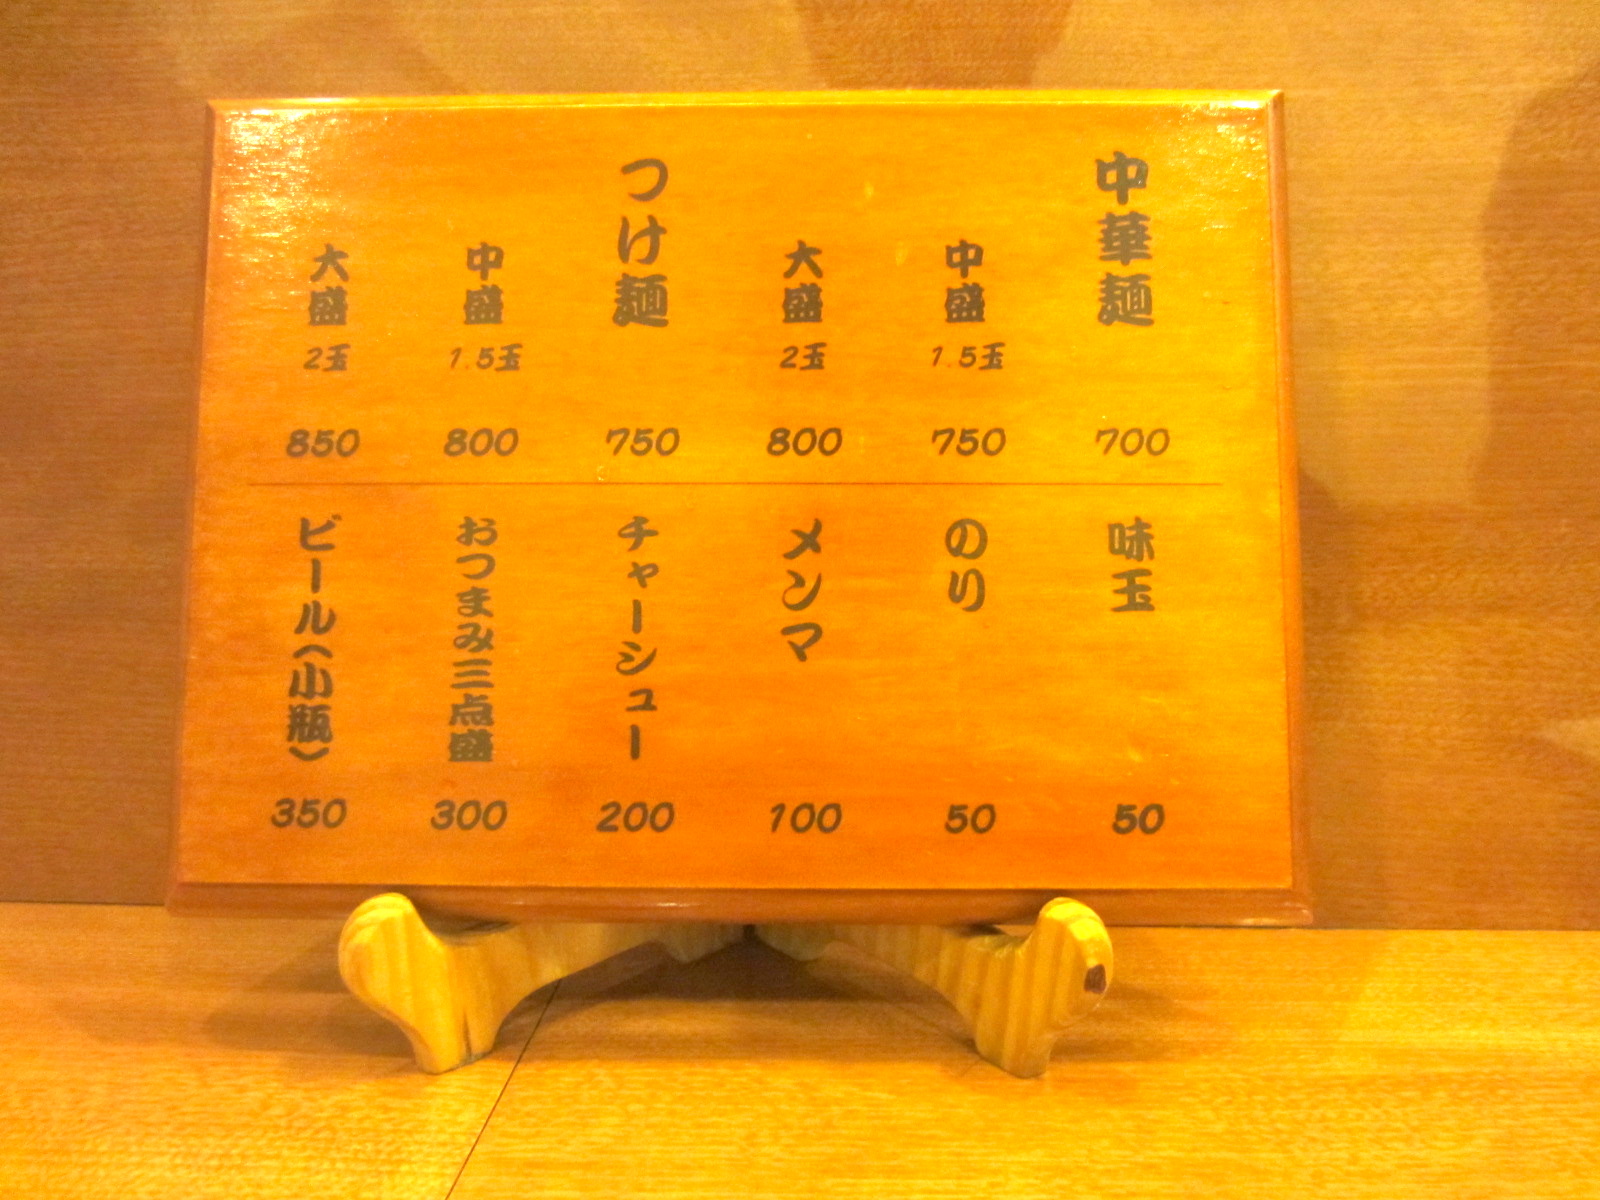 中華麺
700
中盛
1.5玉
750
大盛
2玉
800
つけ麺
750
中盛
1.5玉
800
大盛
2玉
850
味玉
50
のり
50
メンマ
100
チャーシュー
200
おつまみ三点盛
300
ビール(小瓶)
350